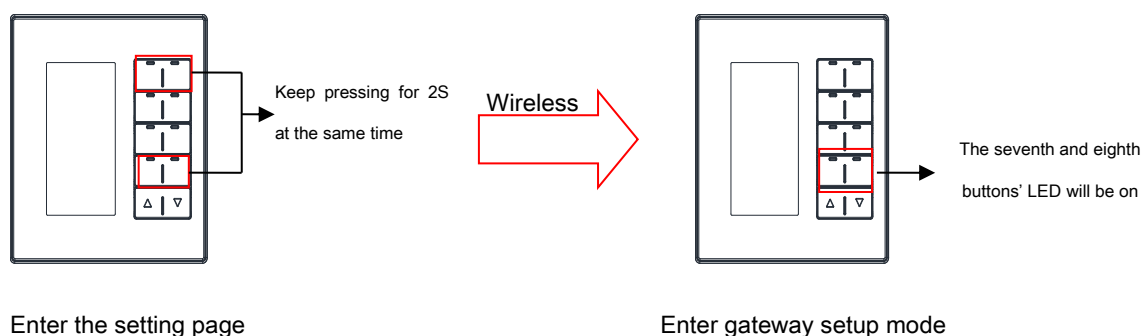 Keep pressing for 2S
at the same time
Wireless
The seventh and eighth
buttons’ LED will be on
Enter the setting page
Enter gateway setup mode